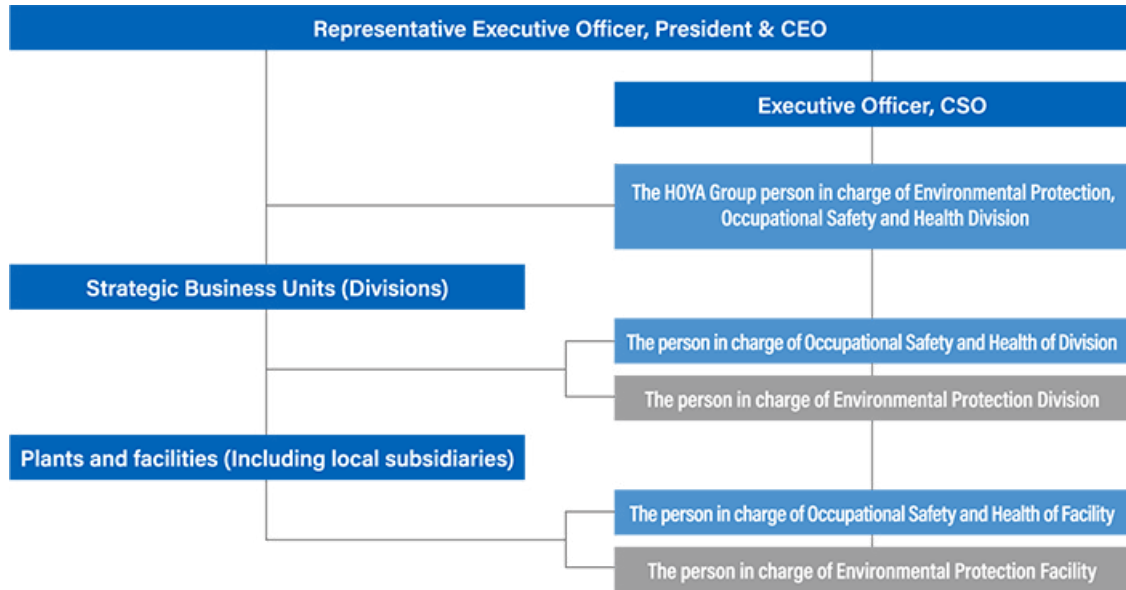 Representative Executive Officer, President & CEO
Executive Officer, CSO
The HOYA Group person in charge of Environmental Protection,
Occupational Safety and Health Division
Strategic Business Units (Divisions)
The person in charge of Occupational Safety and Health of Division
The person in charge of Environmental Protection Division
Plants and facilities (Including local subsidiaries)
The person in charge of Occupational Safety and Health of Facility
The person in charge of Environmental Protection Facility